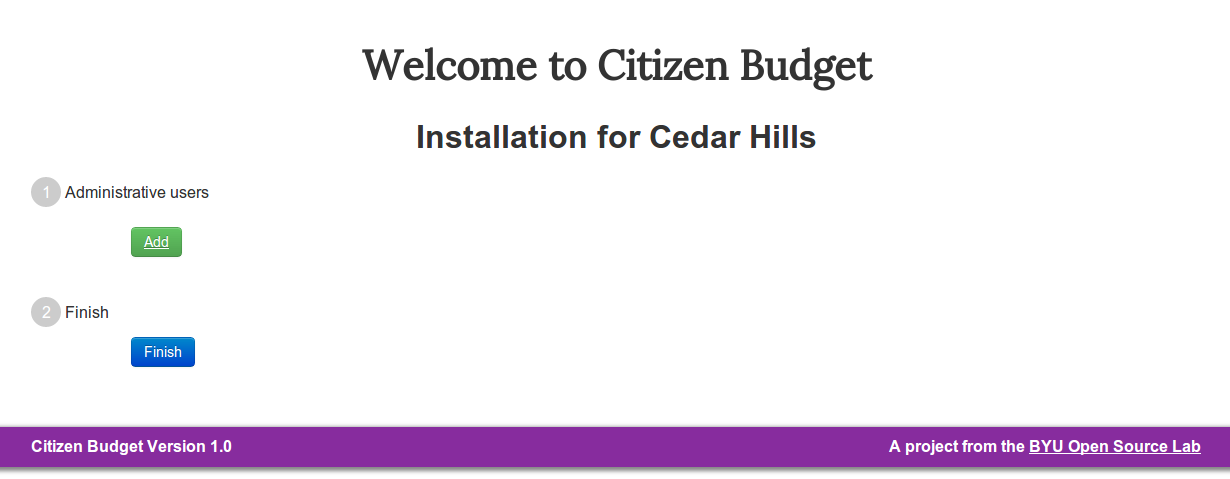 Welcome to Citizen Budget
Installation for Cedar Hills
1 Administrative users
Add
2 Finish
Finish
Citizen Budget Version 1.0
A project from the BYU Open Source Lab